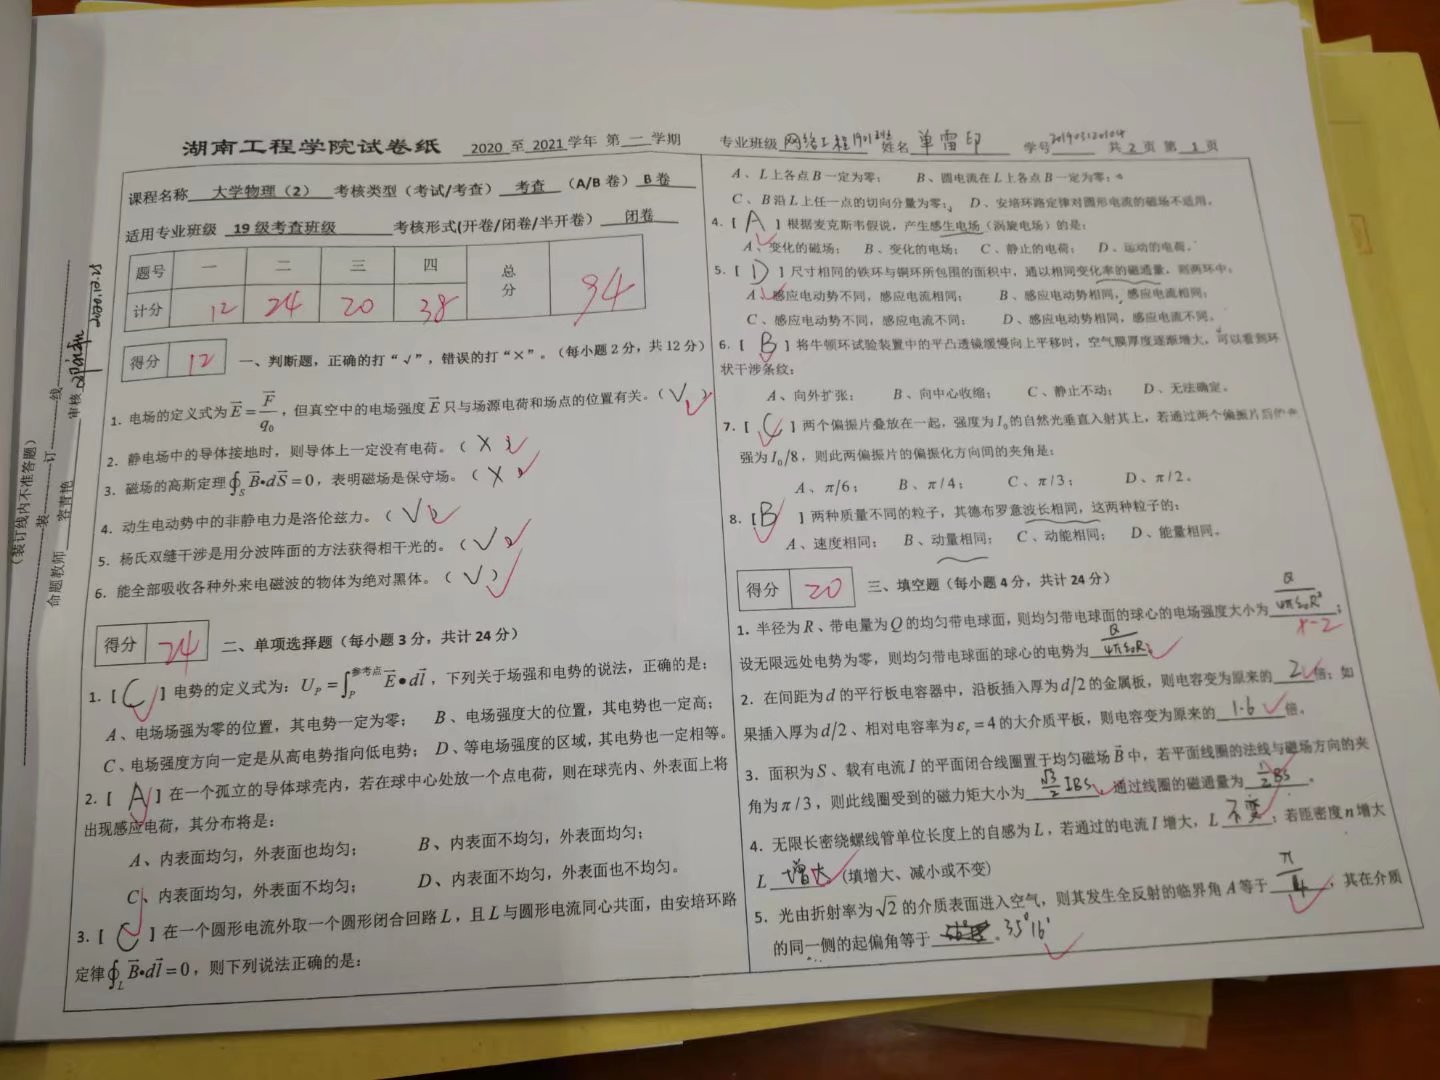 湖南工程学院试卷纸 2020 至 2021 学年 第 二 学期
专业班级 网络工程1901 姓名 单雷印 学号 201903120104 共 2 页 第 1 页
课程名称 大学物理（2） 考核类型（考试/考查） 考查 （A/B 卷） B 卷
适用专业班级 19 级考查班级 考核形式(开卷/闭卷/半开卷） 闭卷
题号 一 二 三 四 总分
计分 12 24 20 38 94
（装订线内不准答题）
装 订 线
命题教师 容青艳 审核
得分 12 一、判断题，正确的打“√”，错误的打“×”。（每小题 2 分，共 12 分）
1. 电场的定义式为 E⃗ = F⃗/q₀，但真空中的电场强度 E⃗ 只与场源电荷和场点的位置有关。（ √ ）
2. 静电场中的导体接地时，则导体上一定没有电荷。（ × ）
3. 磁场的高斯定理 ∮_S B⃗•dS⃗ = 0，表明磁场是保守场。（ × ）
4. 动生电动势中的非静电力是洛伦兹力。（ √ ）
5. 杨氏双缝干涉是用分波阵面的方法获得相干光的。（ √ ）
6. 能全部吸收各种外来电磁波的物体为绝对黑体。（ √ ）
得分 24 二、单项选择题（每小题 3 分，共计 24 分）
1.[ C ] 电势的定义式为：U_P = ∫_P^参考点 E⃗•dl⃗，下列关于场强和电势的说法，正确的是：
A、电场场强为零的位置，其电势一定为零； B、电场强度大的位置，其电势也一定高；
C、电场强度方向一定是从高电势指向低电势； D、等电场强度的区域，其电势也一定相等。
2.[ A ] 在一个孤立的导体球壳内，若在球中心处放一个点电荷，则在球壳内、外表面上将
出现感应电荷，其分布将是：
A、内表面均匀，外表面也均匀； B、内表面不均匀，外表面均匀；
C、内表面均匀，外表面不均匀； D、内表面不均匀，外表面也不均匀。
3.[ C ] 在一个圆形电流外取一个圆形闭合回路 L，且 L 与圆形电流同心共面，由安培环路
定律 ∮_L B⃗•dl⃗ = 0，则下列说法正确的是：
A、L 上各点 B 一定为零； B、圆电流在 L 上各点 B 一定为零；
C、B 沿 L 上任一点的切向分量为零； D、安培环路定律对圆形电流的磁场不适用。
4.[ A ] 根据麦克斯韦假说，产生感生电场（涡旋电场）的是：
A、变化的磁场； B、变化的电场； C、静止的电荷； D、运动的电荷。
5.[ D ] 尺寸相同的铁环与铜环所包围的面积中，通以相同变化率的磁通量，则两环中：
A、感应电动势不同，感应电流相同； B、感应电动势相同，感应电流相同；
C、感应电动势不同，感应电流不同； D、感应电动势相同，感应电流不同。
6.[ B ] 将牛顿环试验装置中的平凸透镜缓慢向上平移时，空气膜厚度逐渐增大，可以看到环
状干涉条纹：
A、向外扩张； B、向中心收缩； C、静止不动； D、无法确定。
7.[ C ] 两个偏振片叠放在一起，强度为 I₀ 的自然光垂直入射其上，若通过两个偏振片后的光
强为 I₀/8，则此两偏振片的偏振化方向间的夹角是：
A、π/6； B、π/4； C、π/3； D、π/2。
8.[ B ] 两种质量不同的粒子，其德布罗意波长相同，这两种粒子的：
A、速度相同； B、动量相同； C、动能相同； D、能量相同。
得分 20 三、填空题（每小题 4 分，共计 24 分）
1. 半径为 R、带电量为 Q 的均匀带电球面，则均匀带电球面的球心的电场强度大小为 Q/4πε₀R² ； ×-2
设无限远处电势为零，则均匀带电球面的球心的电势为 Q/4πε₀R 。
2. 在间距为 d 的平行板电容器中，沿板插入厚为 d/2 的金属板，则电容变为原来的 2 倍；如
果插入厚为 d/2、相对电容率为 ε_r = 4 的大介质平板，则电容变为原来的 1.6 倍。
3. 面积为 S、载有电流 I 的平面闭合线圈置于均匀磁场 B⃗ 中，若平面线圈的法线与磁场方向的夹
角为 π/3，则此线圈受到的磁力矩大小为 √3/2 IBS ，通过线圈的磁通量为 1/2 BS 。
4. 无限长密绕螺线管单位长度上的自感为 L，若通过的电流 I 增大，L 不变 ；若匝密度 n 增大
L 增大 。（填增大、减小或不变）
5. 光由折射率为 √2 的介质表面进入空气，则其发生全反射的临界角 A 等于 π/4 ，其在介质
的同一侧的起偏角等于 。35°16′